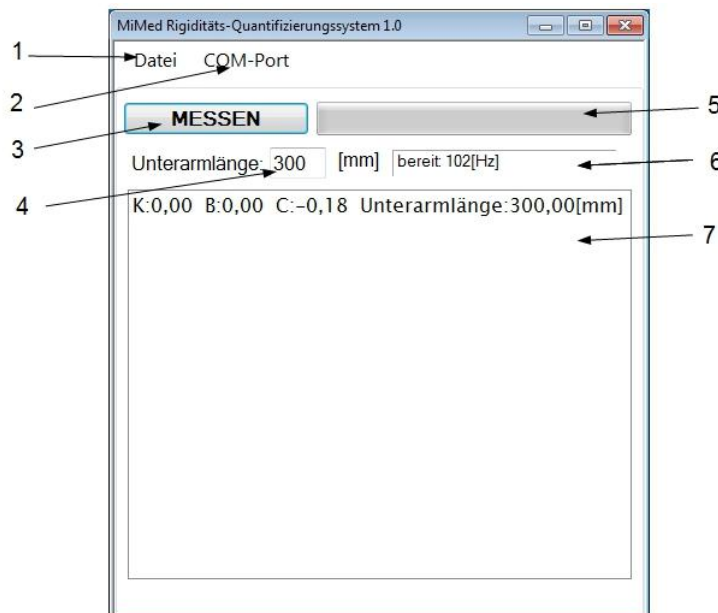 MiMed Rigiditäts-Quantifizierungssystem 1.0
1
Datei COM-Port
2
MESSEN
5
3
Unterarmlänge: 300 [mm] bereit: 102[Hz]
6
4
K:0,00 B:0,00 C:-0,18 Unterarmlänge:300,00[mm]
7